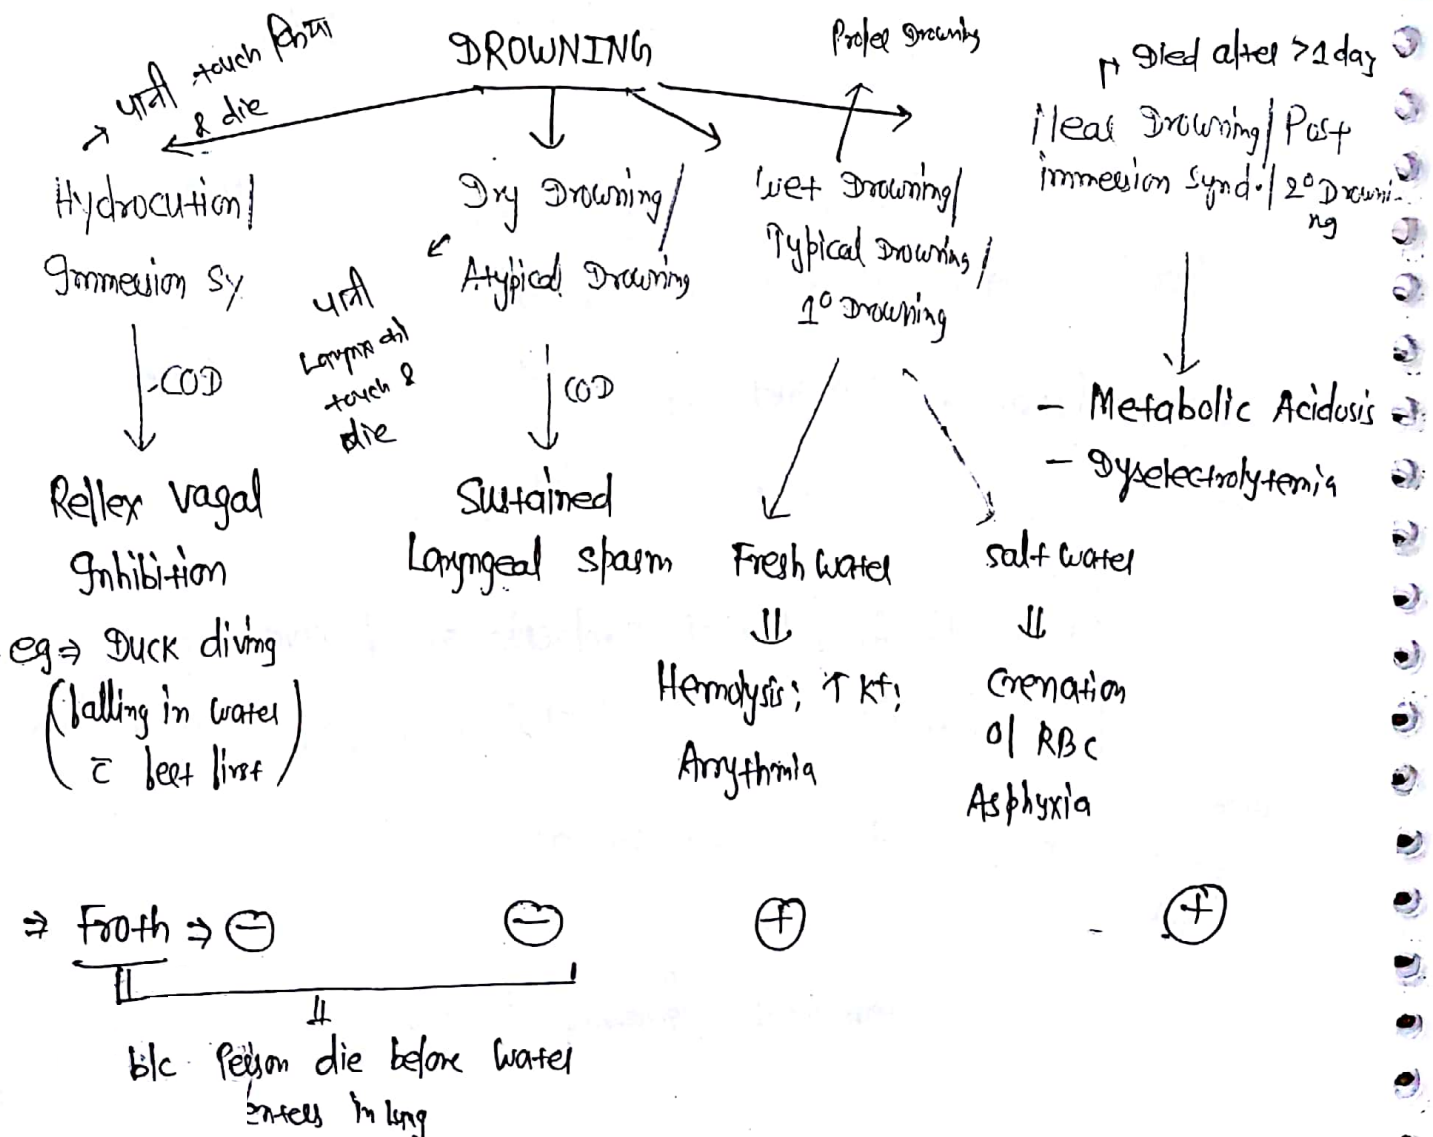 DROWNING
पानी touch किया
& die
Hydrocution/
Immersion Sy
COD
Reflex vagal
Inhibition
eg ⇒ Duck diving
(falling in water
c̄ feet first)
Dry Drowning/
Atypical Drowning
पानी
Larynx को
touch &
die
COD
Sustained
Laryngeal spasm
Proper Drowning
Wet Drowning/
Typical Drowning/
1° Drowning
Fresh water
⇓
Hemolysis; ↑ K+;
Arrythmia
Salt water
⇓
Crenation
of RBC
Asphyxia
Died after >1 day
Near Drowning/Post
immersion Synd./2° Drowni-
ng
- Metabolic Acidosis
- Dyselectrolytemia
⇒ Froth ⇒ ⊖ ⊖ ⊕ - ⊕
⇓
b/c Person die before water
enters in lung